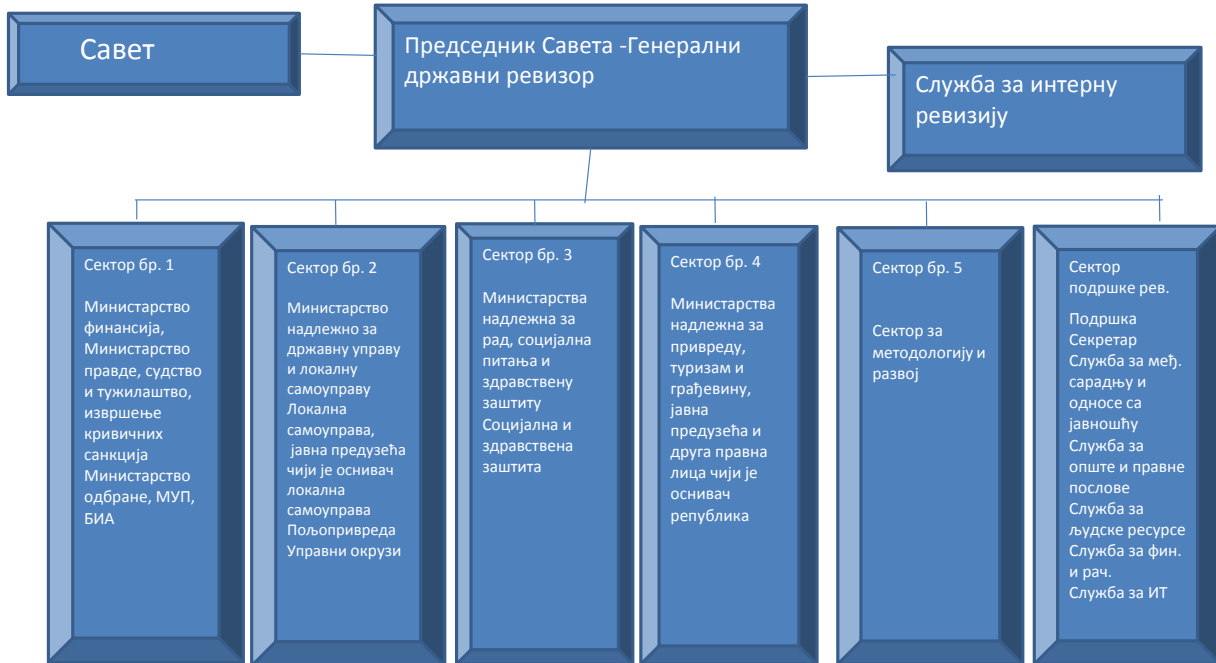 Савет
Председник Савета -Генерални
државни ревизор
Служба за интерну
ревизију
Сектор бр. 1
Министарство
финансија,
Министарство
правде, судство
и тужилаштво,
извршење
кривичних
санкција
Министарство
одбране, МУП,
БИА
Сектор бр. 2
Министарство
надлежно за
државну управу
и локалну
самоуправу
Локална
самоуправа,
јавна предузећа
чији је оснивач
локална
самоуправа
Пољопривреда
Управни окрузи
Сектор бр. 3
Министарства
надлежна за
рад, социјална
питања и
здравствену
заштиту
Социјална и
здравствена
заштита
Сектор бр. 4
Министарства
надлежна за
привреду,
туризам и
грађевину,
јавна
предузећа и
друга правна
лица чији је
оснивач
република
Сектор бр. 5
Сектор за
методологију и
развој
Сектор
подршке рев.
Подршка
Секретар
Служба за међ.
сарадњу и
односе са
јавношћу
Служба за
опште и правне
послове
Служба за
људске ресурсе
Служба за фин.
и рач.
Служба за ИТ